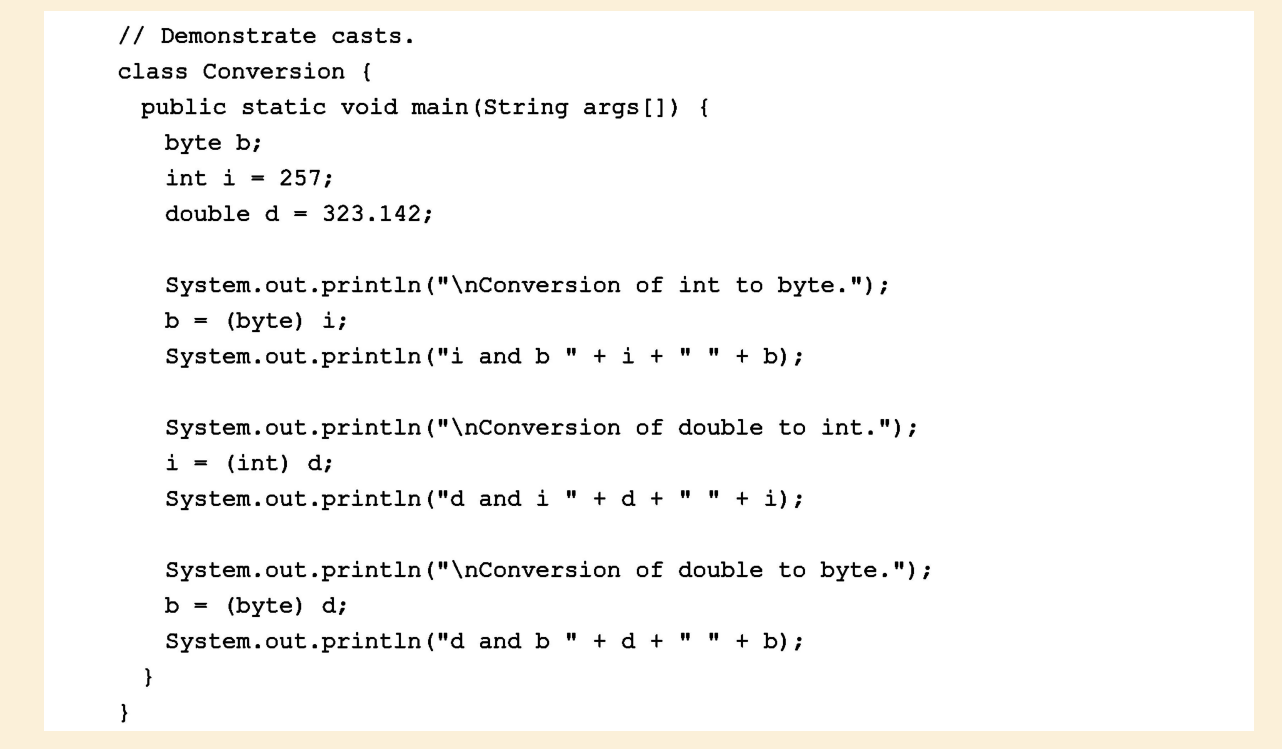 // Demonstrate casts.
class Conversion {
  public static void main(String args[]) {
    byte b;
    int i = 257;
    double d = 323.142;

    System.out.println("\nConversion of int to byte.");
    b = (byte) i;
    System.out.println("i and b " + i + " " + b);

    System.out.println("\nConversion of double to int.");
    i = (int) d;
    System.out.println("d and i " + d + " " + i);

    System.out.println("\nConversion of double to byte.");
    b = (byte) d;
    System.out.println("d and b " + d + " " + b);
  }
}